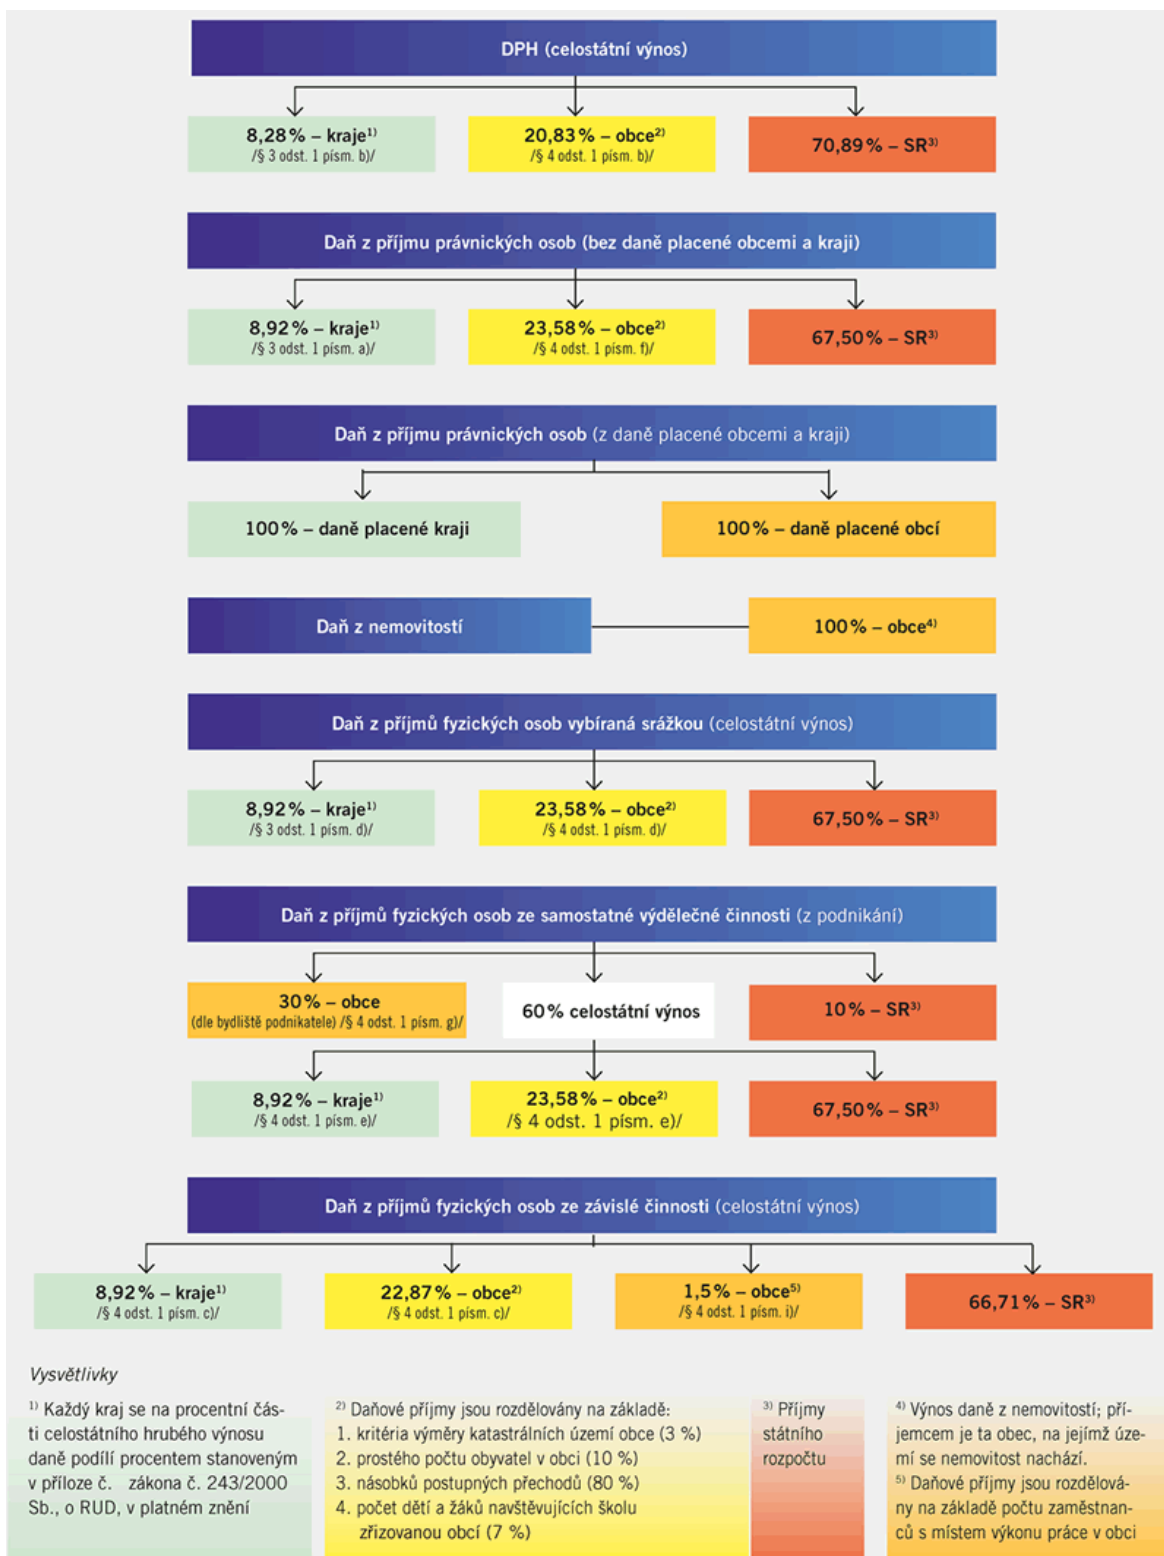 DPH (celostátní výnos)
8,28 % – kraje¹⁾
/§ 3 odst. 1 písm. b)/
20,83 % – obce²⁾
/§ 4 odst. 1 písm. b)/
70,89 % – SR³⁾
Daň z příjmu právnických osob (bez daně placené obcemi a kraji)
8,92 % – kraje¹⁾
/§ 3 odst. 1 písm. a)/
23,58 % – obce²⁾
/§ 4 odst. 1 písm. f)/
67,50 % – SR³⁾
Daň z příjmu právnických osob (z daně placené obcemi a kraji)
100 % – daně placené kraji
100 % – daně placené obcí
Daň z nemovitostí
100 % – obce⁴⁾
Daň z příjmů fyzických osob vybíraná srážkou (celostátní výnos)
8,92 % – kraje¹⁾
/§ 3 odst. 1 písm. d)/
23,58 % – obce²⁾
/§ 4 odst. 1 písm. d)/
67,50 % – SR³⁾
Daň z příjmů fyzických osob ze samostatné výdělečné činnosti (z podnikání)
30 % – obce
(dle bydliště podnikatele) /§ 4 odst. 1 písm. g)/
60 % celostátní výnos
10 % – SR³⁾
8,92 % – kraje¹⁾
/§ 4 odst. 1 písm. e)/
23,58 % – obce²⁾
/§ 4 odst. 1 písm. e)/
67,50 % – SR³⁾
Daň z příjmů fyzických osob ze závislé činnosti (celostátní výnos)
8,92 % – kraje¹⁾
/§ 4 odst. 1 písm. c)/
22,87 % – obce²⁾
/§ 4 odst. 1 písm. c)/
1,5 % – obce⁵⁾
/§ 4 odst. 1 písm. i)/
66,71 % – SR³⁾
Vysvětlivky
¹⁾ Každý kraj se na procentní čás-
ti celostátního hrubého výnosu
daně podílí procentem stanoveným
v příloze č. zákona č. 243/2000
Sb., o RUD, v platném znění
²⁾ Daňové příjmy jsou rozdělovány na základě:
1. kritéria výměry katastrálních území obce (3 %)
2. prostého počtu obyvatel v obci (10 %)
3. násobků postupných přechodů (80 %)
4. počet dětí a žáků navštěvujících školu
zřizovanou obcí (7 %)
³⁾ Příjmy
státního
rozpočtu
⁴⁾ Výnos daně z nemovitostí; pří-
jemcem je ta obec, na jejímž úze-
mí se nemovitost nachází.
⁵⁾ Daňové příjmy jsou rozdělová-
ny na základě počtu zaměstnan-
ců s místem výkonu práce v obci